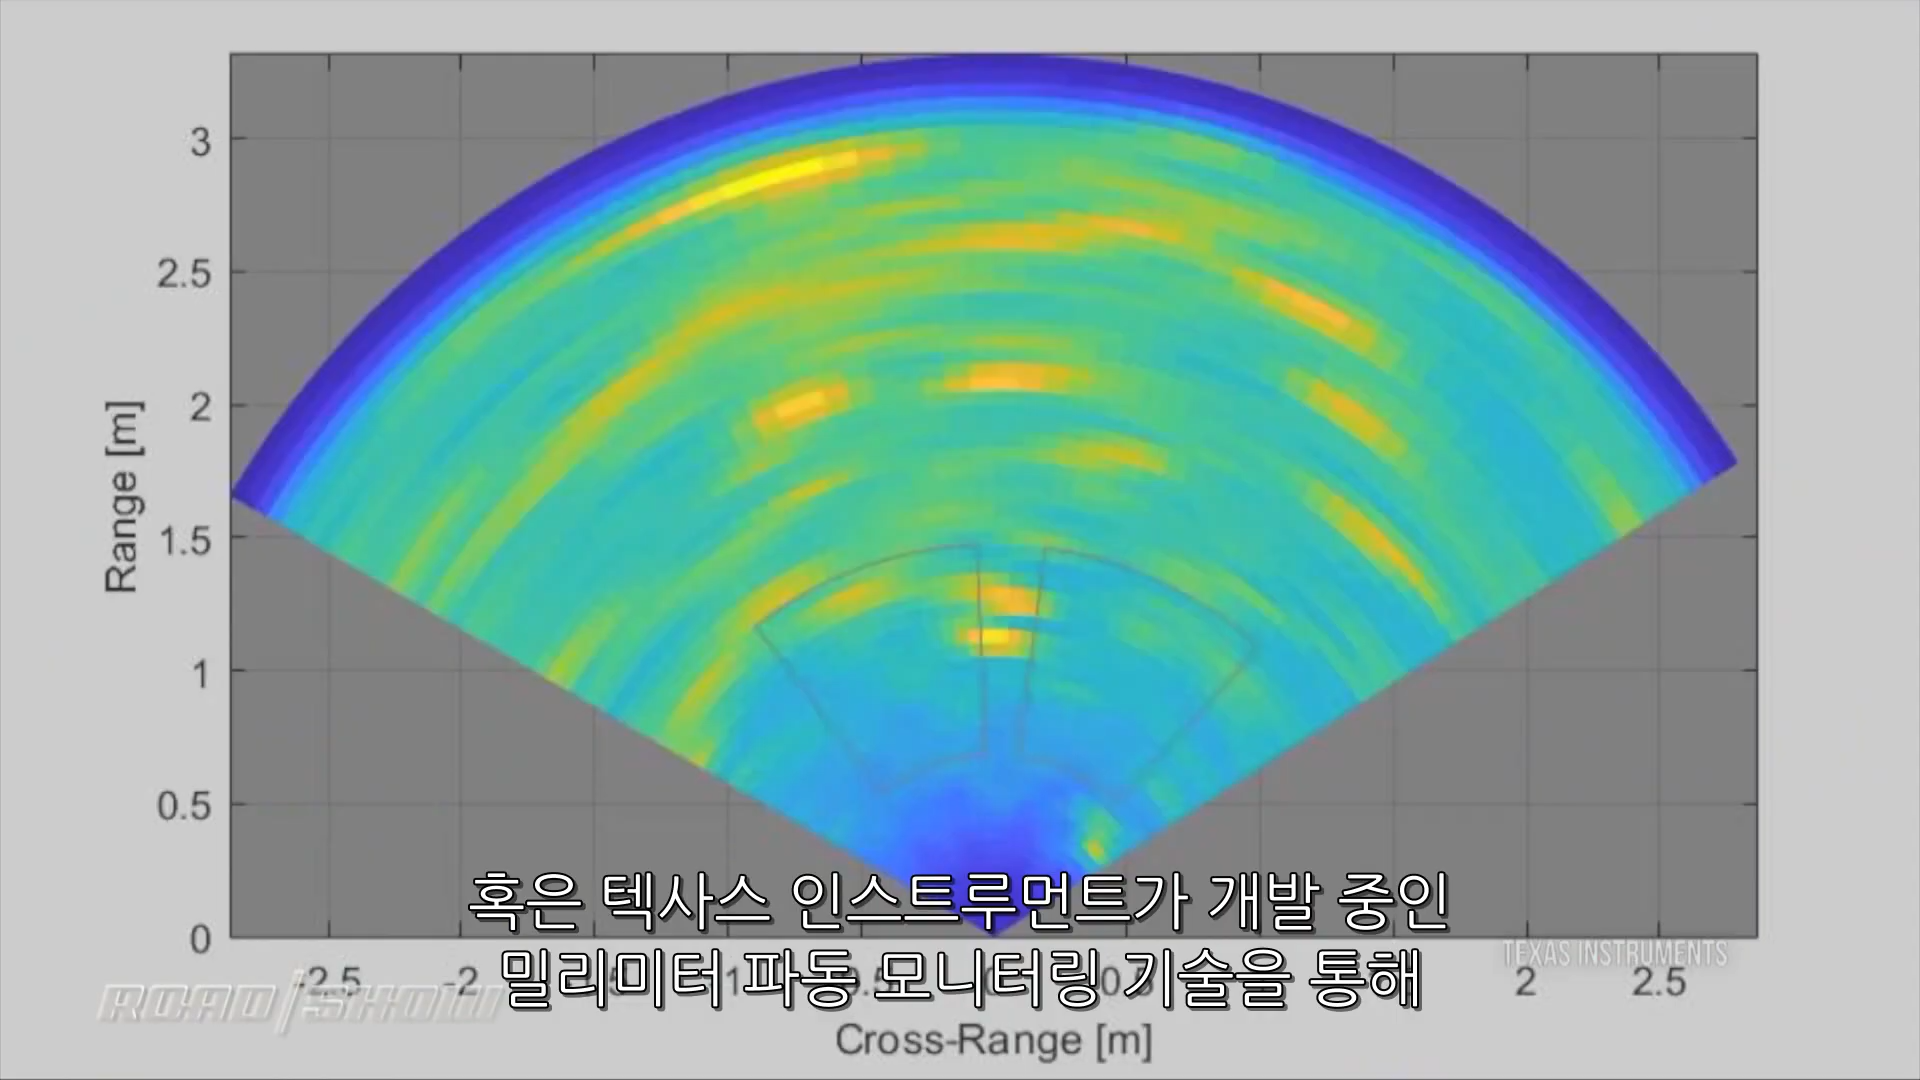 3
2.5
2
1.5
1
0.5
0
Range [m]
혹은 텍사스 인스트루먼트가 개발 중인
밀리미터 파동 모니터링 기술을 통해
TEXAS INSTRUMENTS
-2.5 -2 2 2.5
ROAD/SHOW
Cross-Range [m]